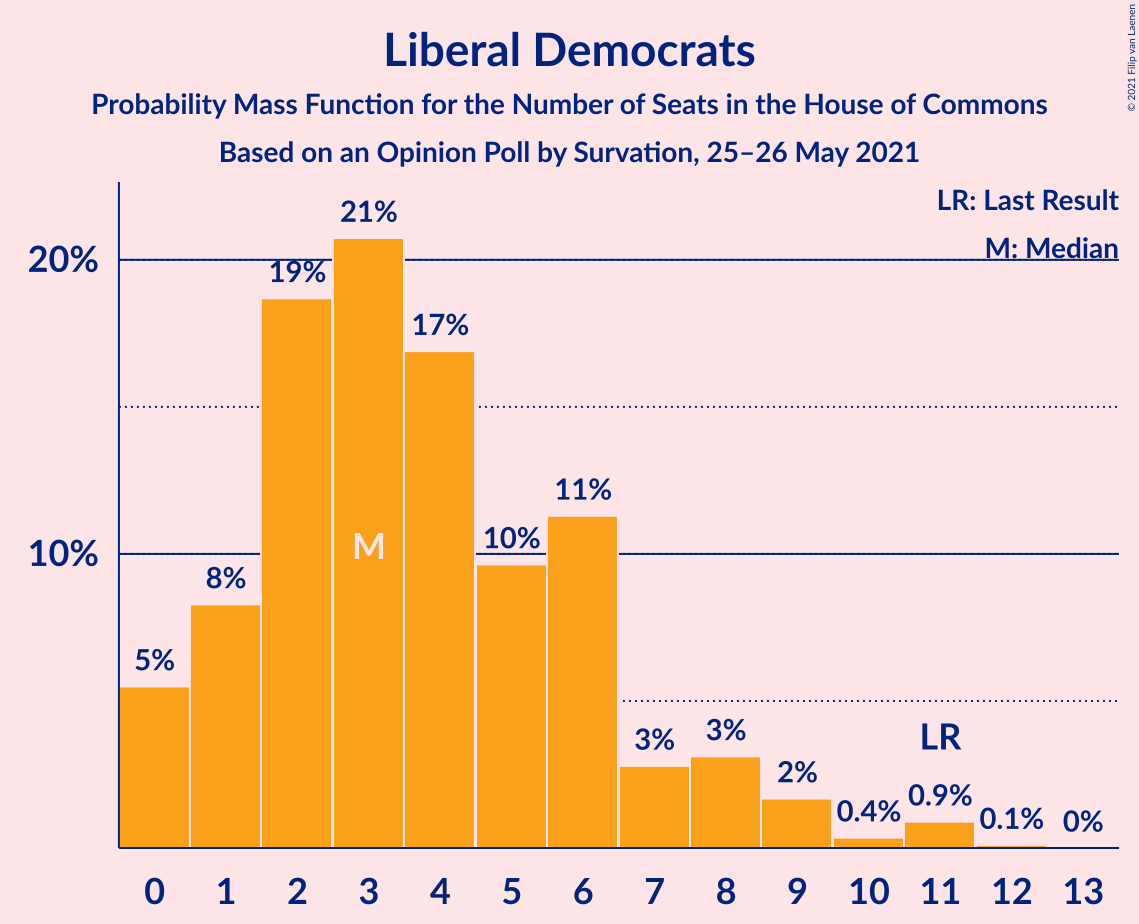 Liberal Democrats
Probability Mass Function for the Number of Seats in the House of Commons
Based on an Opinion Poll by Survation, 25–26 May 2021
© 2021 Filip van Laenen
LR: Last Result
M: Median
20%
10%
5%
8%
19%
21%
17%
10%
11%
3%
3%
2%
0.4%
0.9%
0.1%
0%
M
LR
0 1 2 3 4 5 6 7 8 9 10 11 12 13